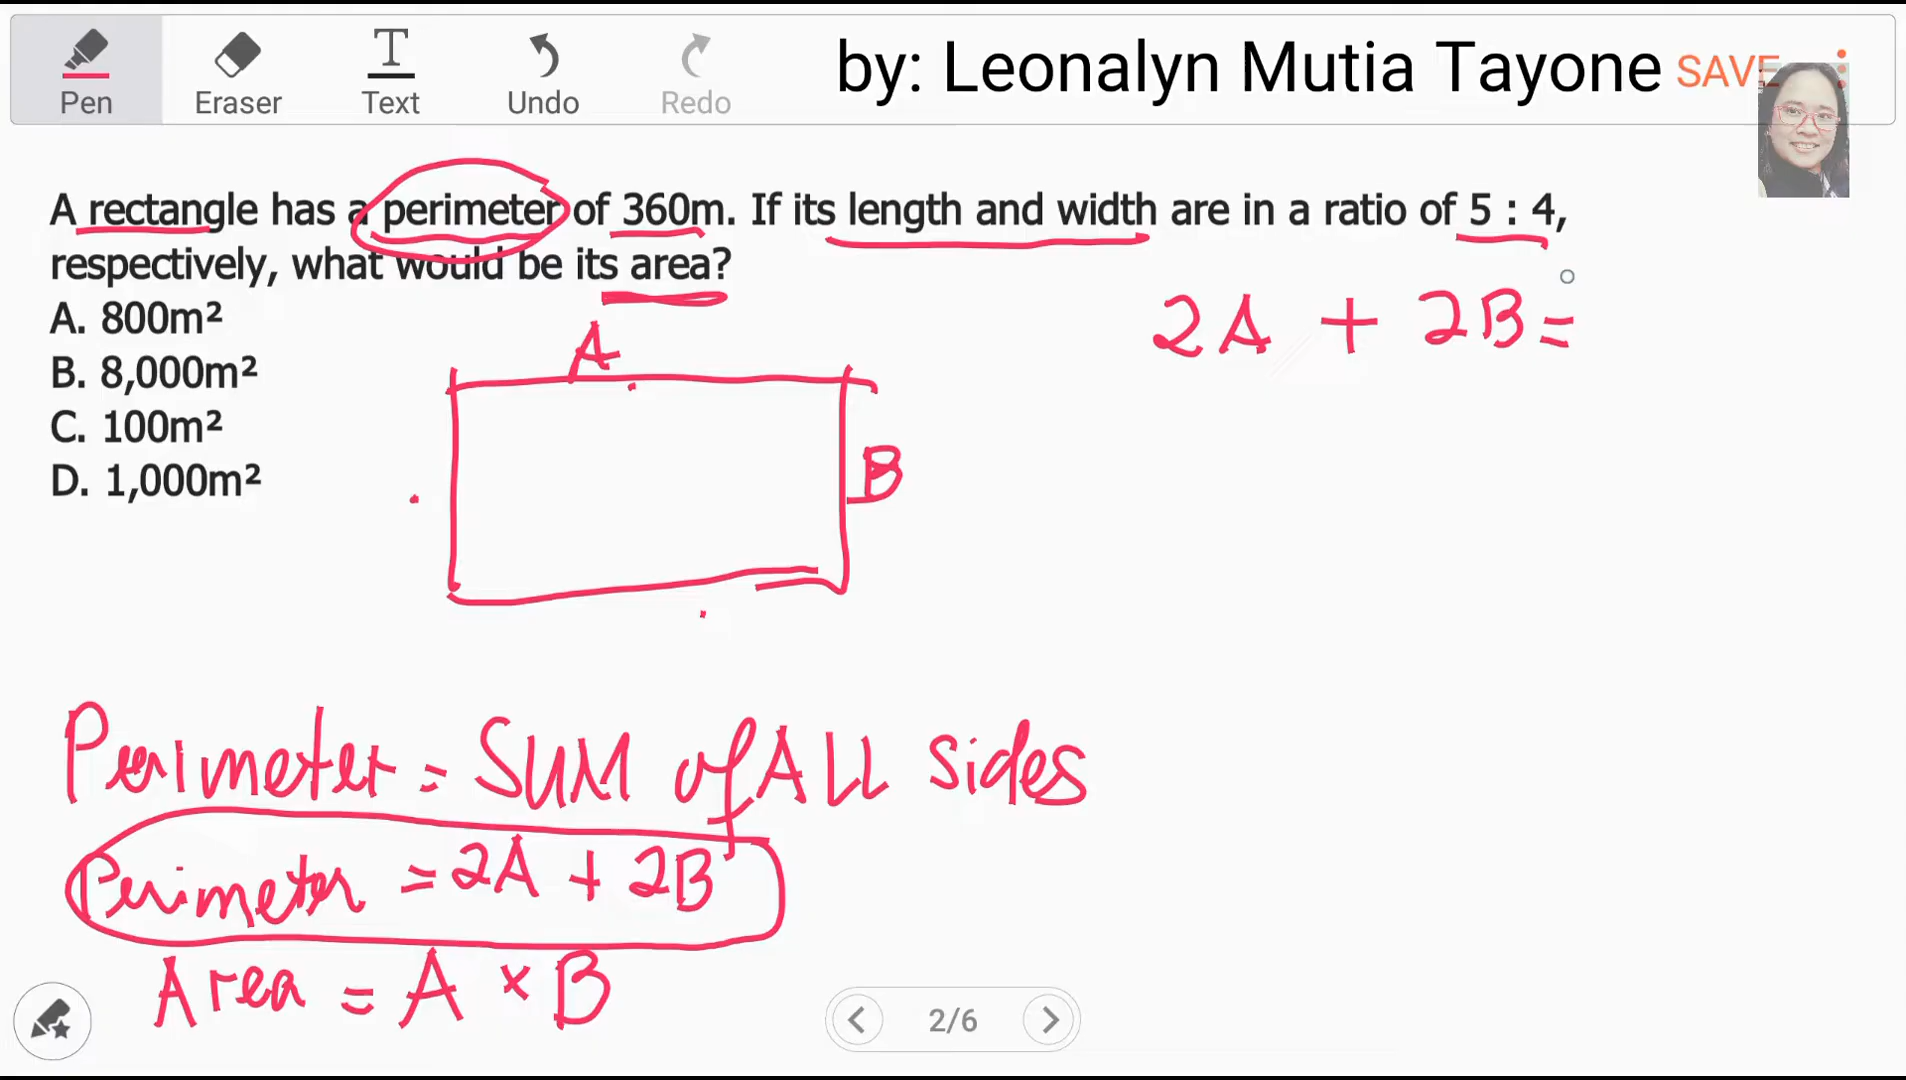 Pen
Eraser
Text
Undo
Redo
by: Leonalyn Mutia Tayone
SAVE
A rectangle has a perimeter of 360m. If its length and width are in a ratio of 5 : 4,
respectively, what would be its area?
A. 800m²
B. 8,000m²
C. 100m²
D. 1,000m²
2A + 2B=
A
B
Perimeter = SUM of ALL sides
Perimeter = 2A + 2B
Area = A × B
2/6